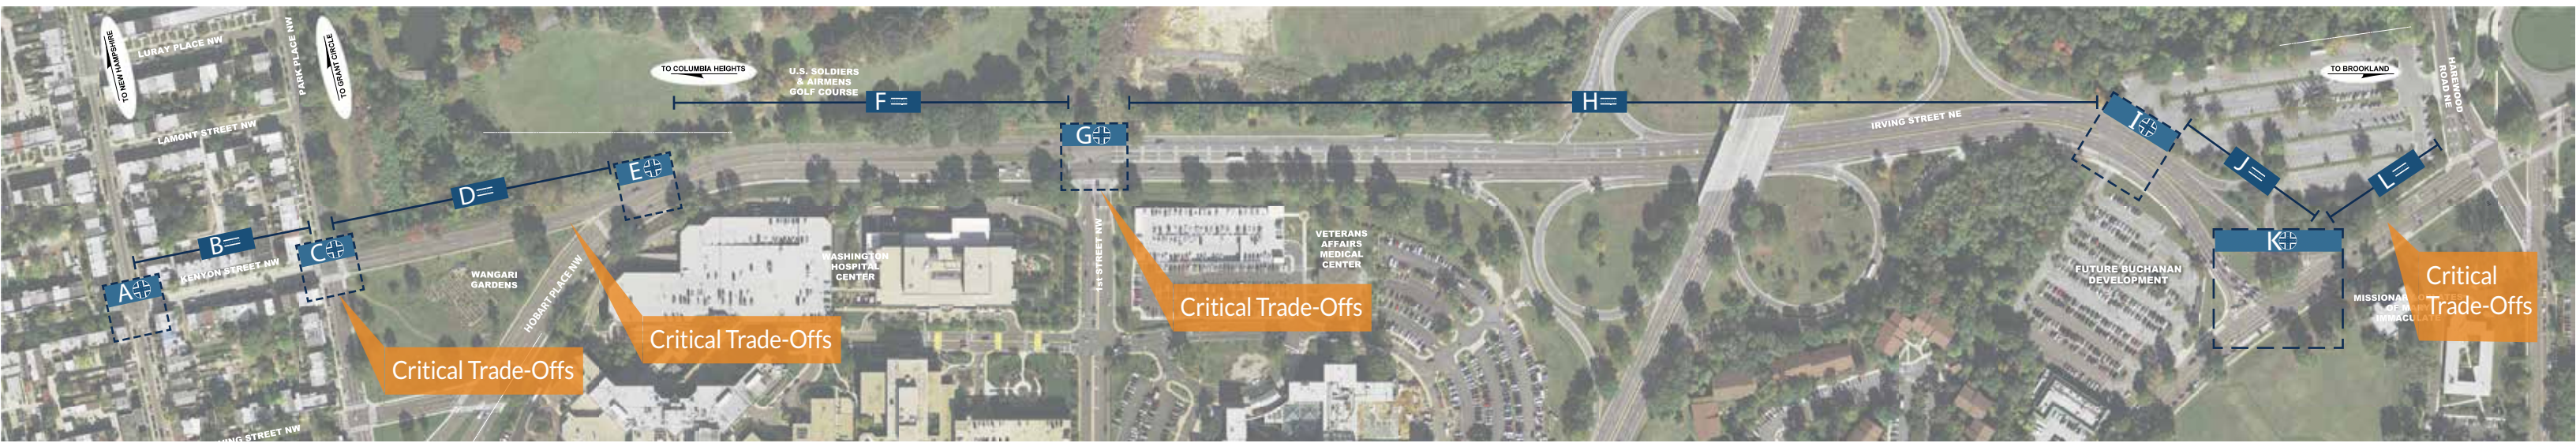 TO NEW HAMPSHIRE
LURAY PLACE NW
PARK PLACE NW
TO GRANT CIRCLE
LAMONT STREET NW
TO COLUMBIA HEIGHTS
U.S. SOLDIERS
& AIRMENS
GOLF COURSE
F =
H =
IRVING STREET NE
TO BROOKLAND
HAREWOOD
ROAD NE
A
B =
C
D =
E
G
I
J =
K
L =
KENYON STREET NW
WANGARI
GARDENS
HOBART PLACE NW
WASHINGTON
HOSPITAL
CENTER
1st STREET NW
VETERANS
AFFAIRS
MEDICAL
CENTER
FUTURE BUCHANAN
DEVELOPMENT
Critical Trade-Offs
Critical Trade-Offs
Critical Trade-Offs
Critical
Trade-Offs
STREET NW